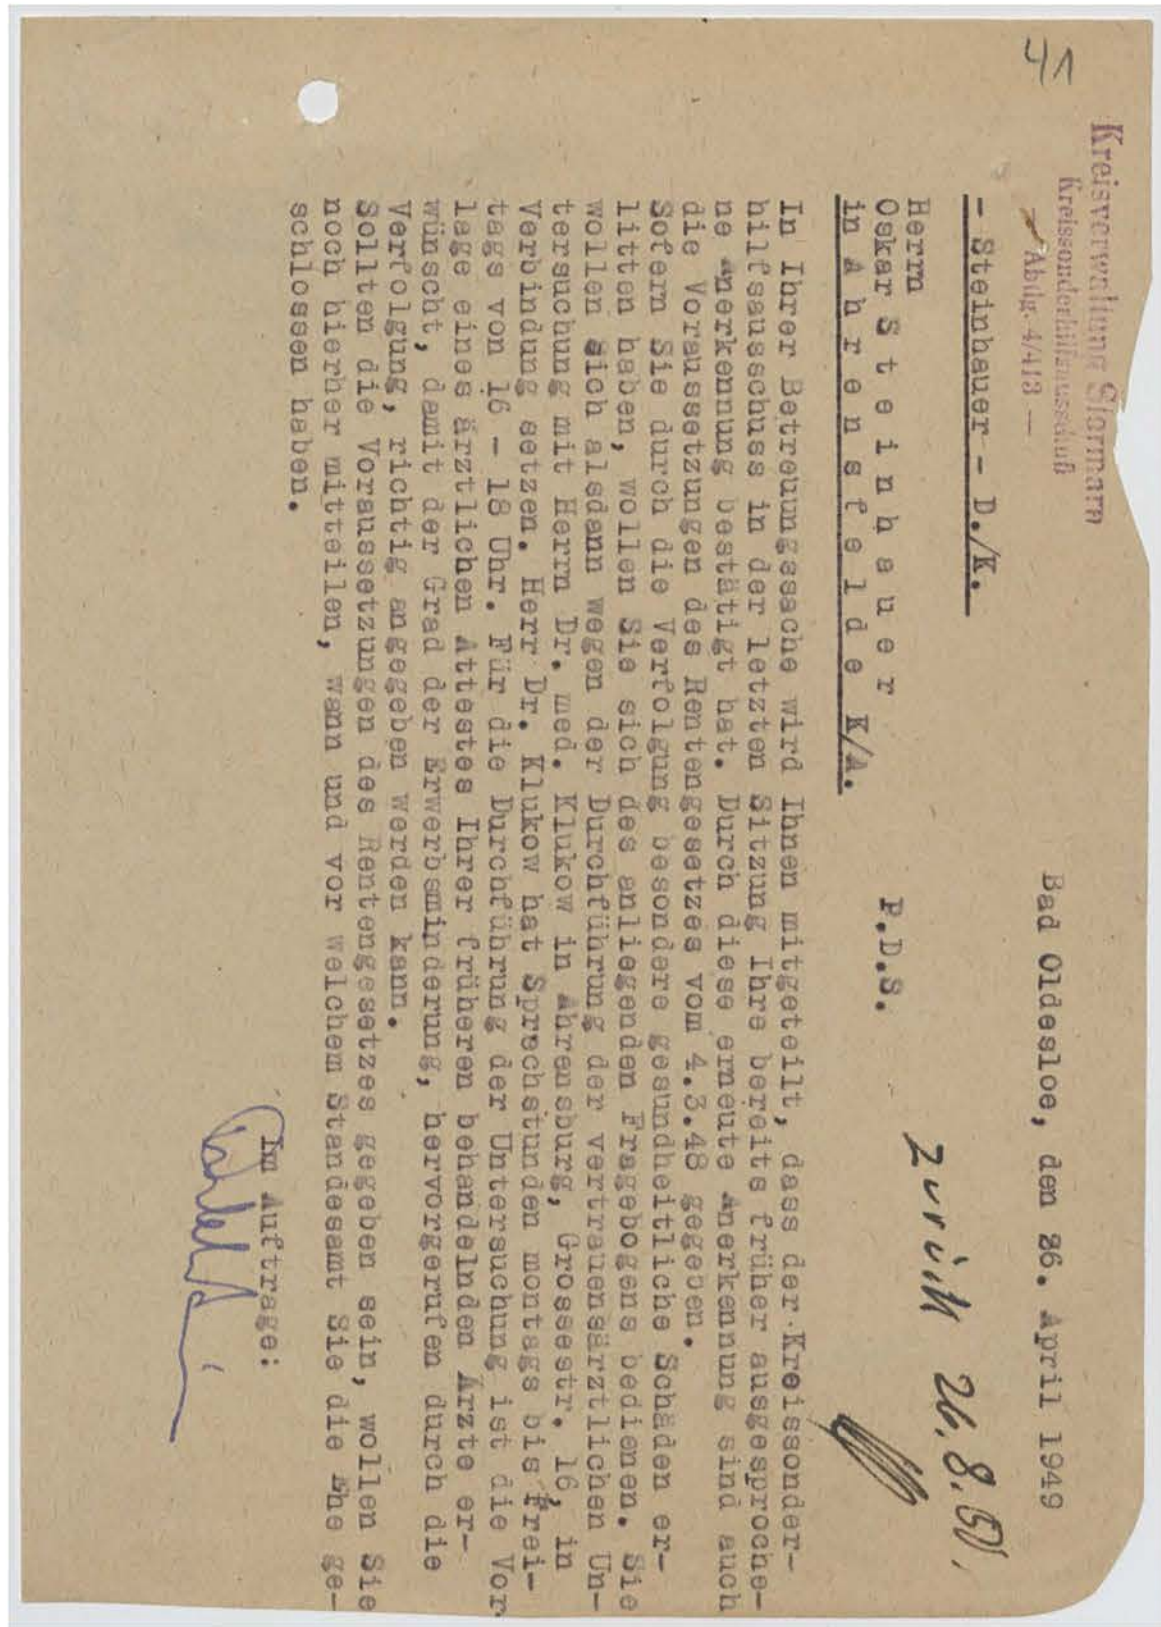 41
Kreisverwaltung Stormarn
Kreissonderhilfsausschuß
Abtlg. 4/413 —
Bad Oldesloe, den 26. April 1949
- Steinhauer - D./K.
zurück 26.8.50.
Herrn
Oskar S t e i n h a u e r
P.D.S.
in A h r e n s f e l d e K/A.
In Ihrer Betreuungssache wird Ihnen mitgeteilt, dass der Kreissonder-
hilfsausschuss in der letzten Sitzung Ihre bereits früher ausgesproche-
ne Anerkennung bestätigt hat. Durch diese erneute Anerkennung sind auch
die Voraussetzungen des Rentengesetzes vom 4.3.48 gegeben.
Sofern Sie durch die Verfolgung besondere gesundheitliche Schäden er-
litten haben, wollen Sie sich des anliegenden Fragebogens bedienen. Sie
wollen sich alsdann wegen der Durchführung der vertrauensärztlichen Un-
tersuchung mit Herrn Dr. med. Klukow in Ahrensburg, Grossestr. 16, in
Verbindung setzen. Herr Dr. Klukow hat Sprechstunden montags bis Frei-
tags von 16 - 18 Uhr. Für die Durchführung der Untersuchung ist die Vor
lage eines ärztlichen Attestes Ihrer früheren behandelnden Ärzte er-
wünscht, damit der Grad der Erwerbsminderung, hervorgerufen durch die
Verfolgung, richtig angegeben werden kann.
Sollten die Voraussetzungen des Rentengesetzes gegeben sein, wollen Sie
noch hierher mitteilen, wann und vor welchem Standesamt Sie die Ehe ge-
schlossen haben.
Im Auftrage: